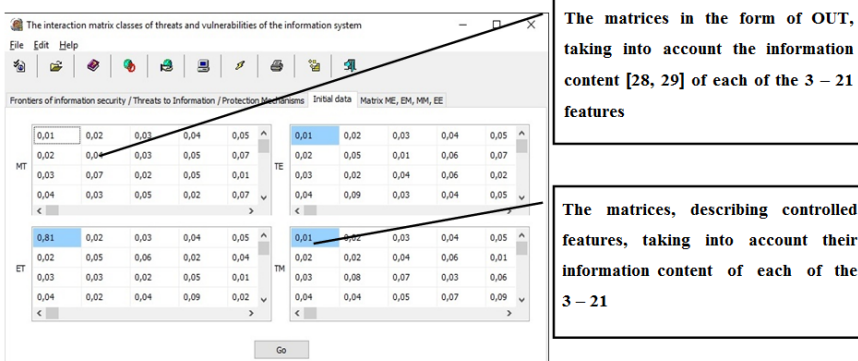 The interaction matrix classes of threats and vulnerabilities of the information system
File Edit Help
Frontiers of information security / Threats to Information / Protection Mechanisms Initial data Matrix ME, EM, MM, EE
MT
0,01 0,02 0,03 0,04 0,05
0,02 0,04 0,03 0,05 0,07
0,03 0,07 0,02 0,05 0,01
0,04 0,03 0,05 0,02 0,07
TE
0,01 0,02 0,03 0,04 0,05
0,02 0,05 0,01 0,06 0,07
0,03 0,02 0,04 0,06 0,02
0,04 0,09 0,03 0,04 0,05
ET
0,81 0,02 0,03 0,04 0,05
0,02 0,05 0,06 0,02 0,04
0,03 0,03 0,02 0,05 0,01
0,04 0,02 0,04 0,09 0,02
TM
0,01 0,02 0,03 0,04 0,05
0,02 0,02 0,04 0,06 0,01
0,03 0,08 0,07 0,03 0,06
0,04 0,04 0,05 0,07 0,09
Go
The matrices in the form of OUT,
taking into account the information
content [28, 29] of each of the 3 – 21
features
The matrices, describing controlled
features, taking into account their
information content of each of the
3 – 21